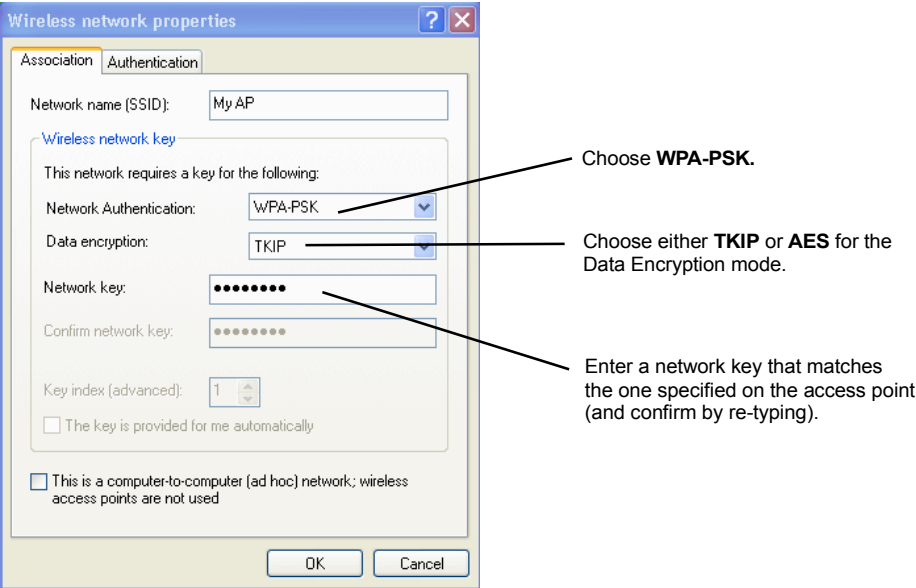 Wireless network properties
Association
Authentication
Network name (SSID):
My AP
Wireless network key
This network requires a key for the following:
Network Authentication:
WPA-PSK
Data encryption:
TKIP
Network key:
••••••••
Confirm network key:
••••••••
Key index (advanced):
1
The key is provided for me automatically
This is a computer-to-computer (ad hoc) network; wireless
access points are not used
OK
Cancel
Choose WPA-PSK.
Choose either TKIP or AES for the
Data Encryption mode.
Enter a network key that matches
the one specified on the access point
(and confirm by re-typing).